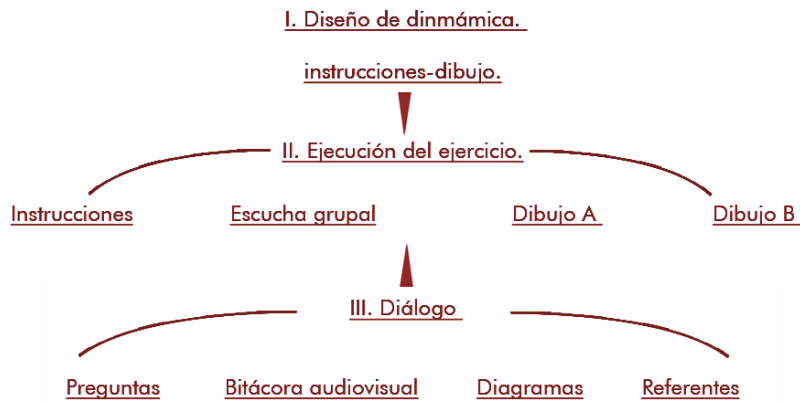 I. Diseño de dinmámica.
instrucciones-dibujo.
II. Ejecución del ejercicio.
Instrucciones Escucha grupal Dibujo A Dibujo B
III. Diálogo
Preguntas Bitácora audiovisual Diagramas Referentes